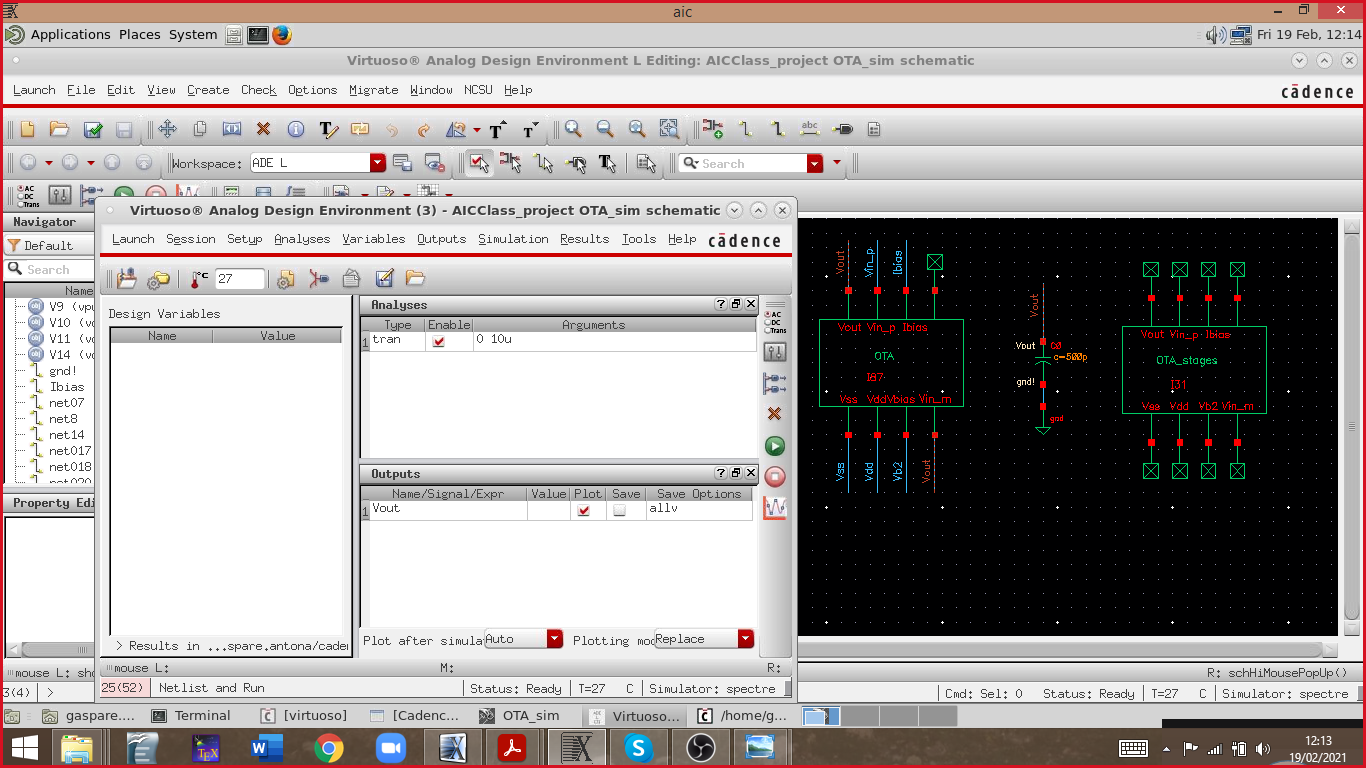 aic
Applications Places System
Fri 19 Feb, 12:14
Virtuoso® Analog Design Environment L Editing: AICClass_project OTA_sim schematic
Launch File Edit View Create Check Options Migrate Window NCSU Help
cādence
Workspace: ADE L
Search
AC
DC
Trans
Navigator
Default
Search
Name
V9 (vp
V10 (v
V11 (v
V14 (v
gnd!
Ibias
net07
net8
net14
net017
net018
net020
Property Edi
Virtuoso® Analog Design Environment (3) - AICClass_project OTA_sim schematic
Launch Session Setup Analyses Variables Outputs Simulation Results Tools Help
cādence
°C 27
Design Variables
Name Value
Analyses
Type Enable Arguments
1 tran 0 10u
AC
DC
Trans
Outputs
Name/Signal/Expr Value Plot Save Save Options
1 Vout allv
Plot after simula Auto Plotting mod Replace
> Results in ...spare.antona/cade
mouse L: M: R:
25(52) Netlist and Run Status: Ready T=27 C Simulator: spectre
Vout Vin_p Ibias
Vout Vin_p Ibias
OTA
I87
Vss Vdd Vbias Vin_m
Vss Vdd Vb2 Vout
Vout
Vout C0
c=500p
gnd!
gnd
Vout Vin_p Ibias
OTA_stages
I31
Vss Vdd Vb2 Vin_m
mouse L: sh
R: schHiMousePopUp()
3(4) >
Cmd: Sel: 0 Status: Ready T=27 C Simulator: spectre
gaspare.... Terminal [virtuoso] [Cadenc... OTA_sim Virtuoso... /home/g...
12:13
19/02/2021